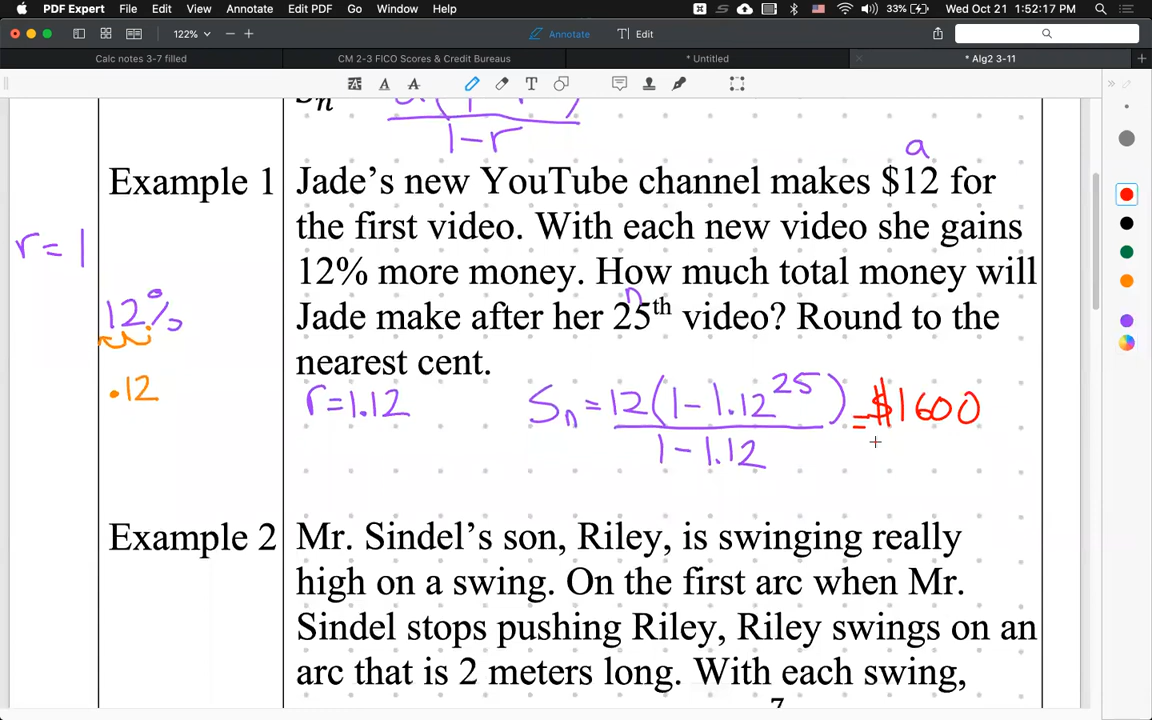 PDF Expert File Edit View Annotate Edit PDF Go Window Help 33% Wed Oct 21 1:52:17 PM
122% Annotate Edit
Calc notes 3-7 filled CM 2-3 FICO Scores & Credit Bureaus * Untitled * Alg2 3-11
1-r
a
Example 1
Jade's new YouTube channel makes $12 for
the first video. With each new video she gains
12% more money. How much total money will
n
Jade make after her 25th video? Round to the
nearest cent.
r=1
12%
.12
r=1.12
Sn=12(1-1.12^25)
1-1.12
=$1600
Example 2
Mr. Sindel's son, Riley, is swinging really
high on a swing. On the first arc when Mr.
Sindel stops pushing Riley, Riley swings on an
arc that is 2 meters long. With each swing,